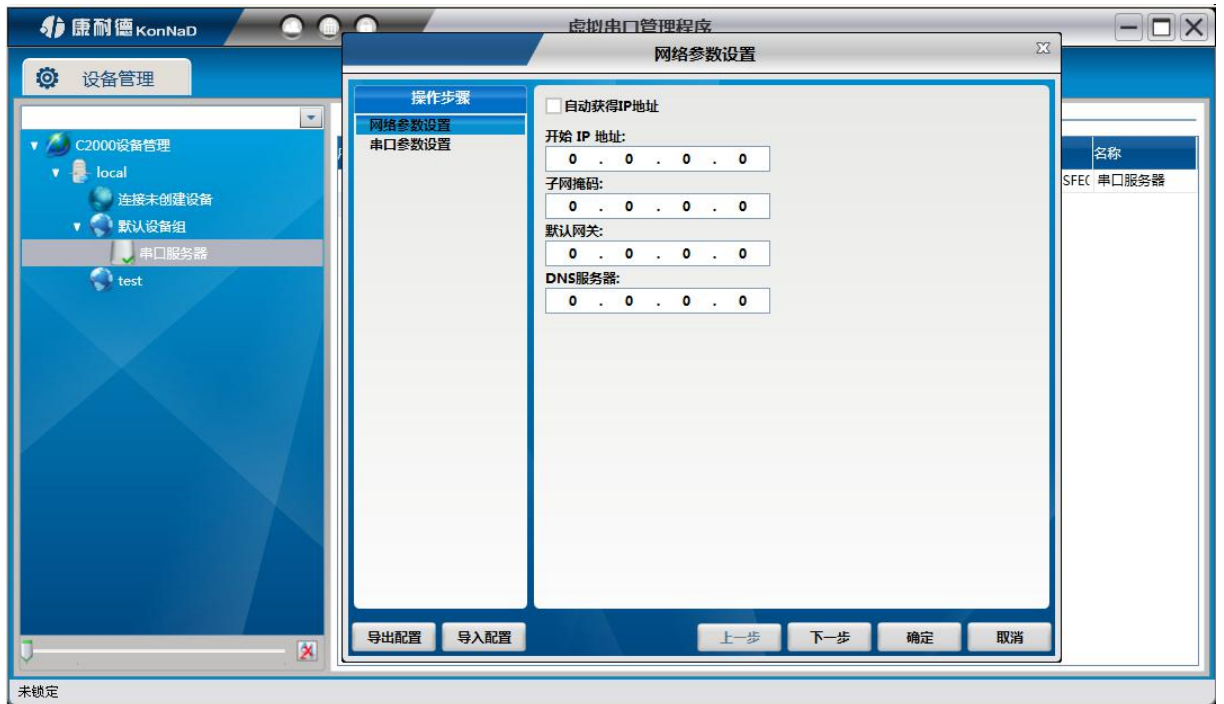 康耐德 KonNaD
虚拟串口管理程序
设备管理
C2000设备管理
local
连接未创建设备
默认设备组
串口服务器
test
网络参数设置
操作步骤
网络参数设置
串口参数设置
自动获得IP地址
开始 IP 地址:
0 . 0 . 0 . 0
子网掩码:
0 . 0 . 0 . 0
默认网关:
0 . 0 . 0 . 0
DNS服务器:
0 . 0 . 0 . 0
导出配置 导入配置 上一步 下一步 确定 取消
名称
串口服务器
未锁定